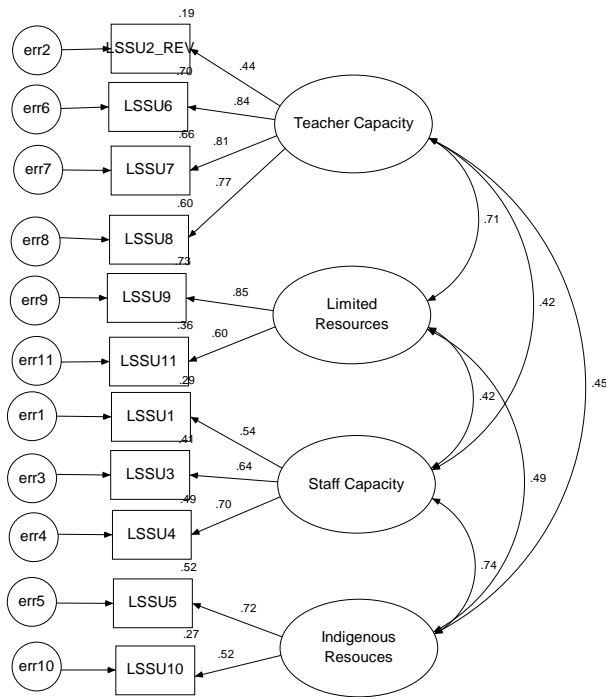 .19
err2
LSSU2_REV
.44
.70
err6
LSSU6
.84
Teacher Capacity
.66
.81
err7
LSSU7
.77
.60
.71
err8
LSSU8
.73
err9
LSSU9
.85
Limited
Resources
.42
.36
.60
err11
LSSU11
.29
.45
.42
err1
LSSU1
.54
.41
err3
LSSU3
.64
Staff Capacity
.49
.49
.70
err4
LSSU4
.74
.52
err5
LSSU5
.72
.27
Indigenous
Resouces
.52
err10
LSSU10